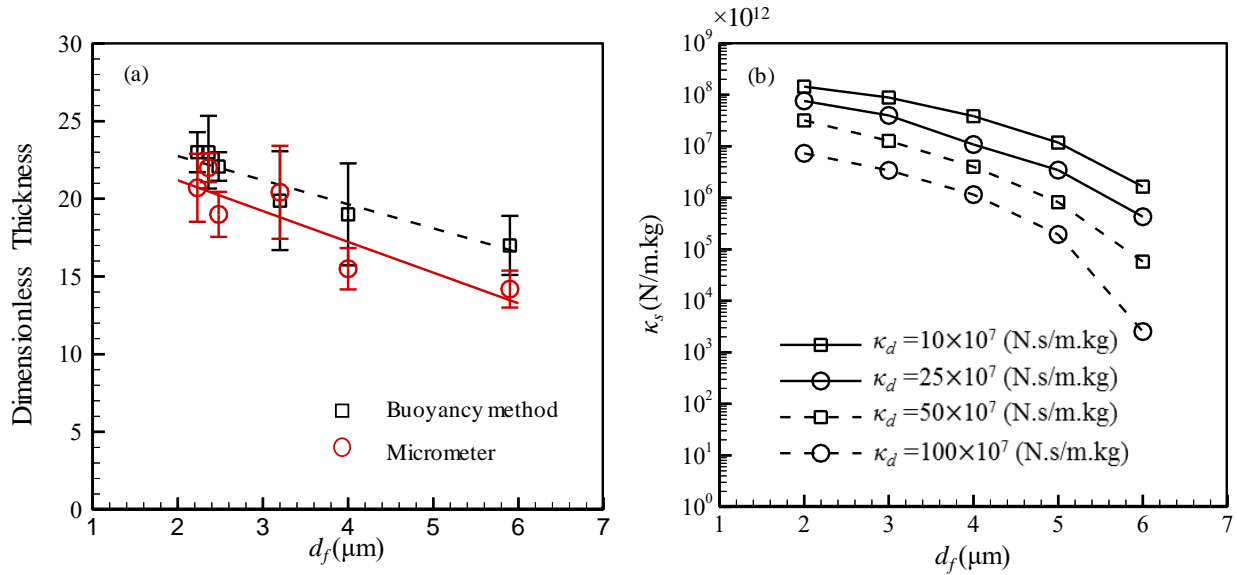 (a)
Dimensionless Thickness
30
25
20
15
10
5
0
1 2 3 4 5 6 7
d_f (μm)
Buoyancy method
Micrometer
(b)
×10¹²
κ_s (N/m.kg)
10⁹
10⁸
10⁷
10⁶
10⁵
10⁴
10³
10²
10¹
10⁰
1 2 3 4 5 6 7
d_f (μm)
κ_d =10×10⁷ (N.s/m.kg)
κ_d =25×10⁷ (N.s/m.kg)
κ_d =50×10⁷ (N.s/m.kg)
κ_d =100×10⁷ (N.s/m.kg)